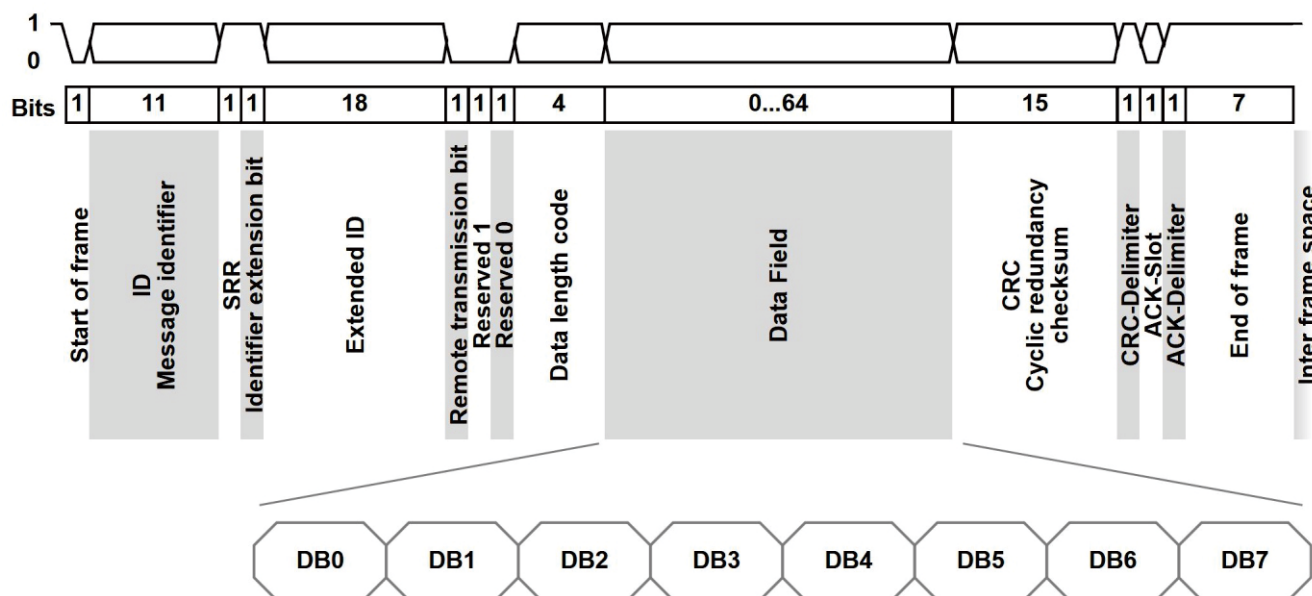 1
0
Bits 1 11 1 1 18 1 1 1 4 0...64 15 1 1 1 7
Start of frame
ID
Message identifier
SRR
Identifier extension bit
Extended ID
Remote transmission bit
Reserved 1
Reserved 0
Data length code
Data Field
CRC
Cyclic redundancy
checksum
CRC-Delimiter
ACK-Slot
ACK-Delimiter
End of frame
Inter frame space
DB0 DB1 DB2 DB3 DB4 DB5 DB6 DB7